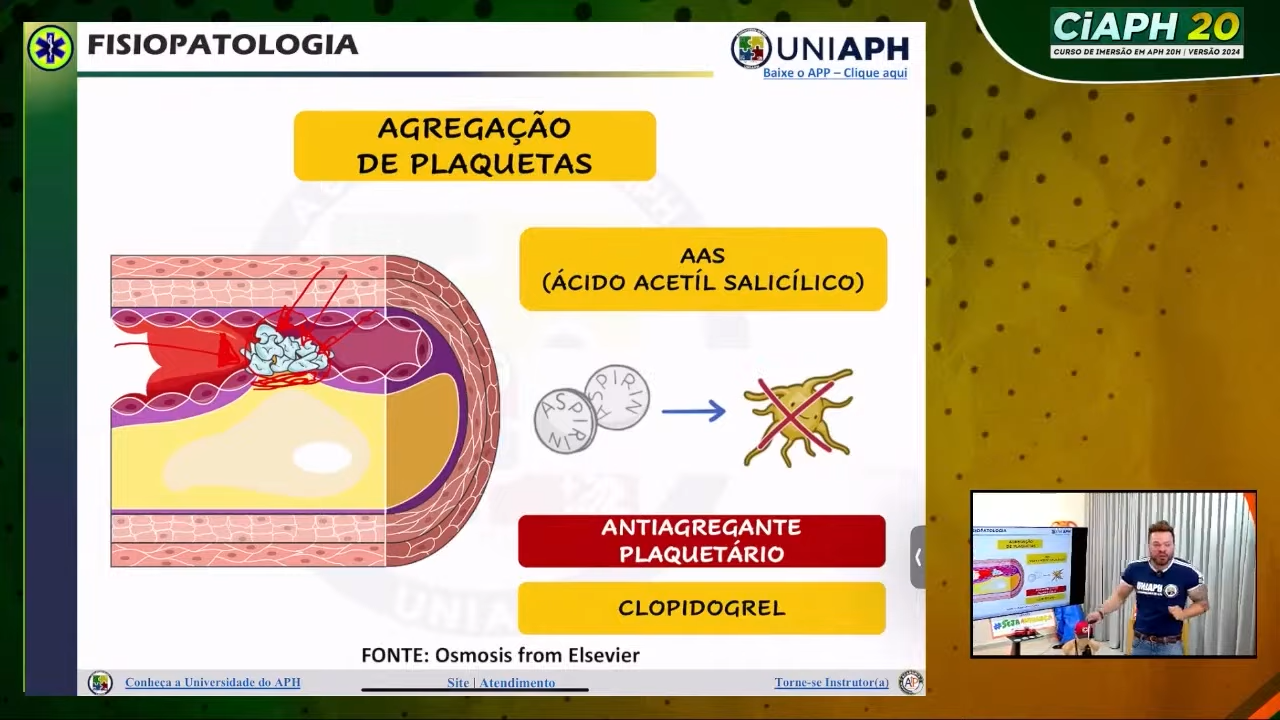 FISIOPATOLOGIA
UNIAPH
Baixe o APP – Clique aqui
CiAPH 20
CURSO DE IMERSÃO EM APH 20H | VERSÃO 2024
AGREGAÇÃO
DE PLAQUETAS
AAS
(ÁCIDO ACETÍL SALICÍLICO)
ASPIRIN
ASPIRIN
ANTIAGREGANTE
PLAQUETÁRIO
CLOPIDOGREL
FONTE: Osmosis from Elsevier
Conheça a Universidade do APH
Site | Atendimento
Torne-se Instrutor(a)
UNIAPH